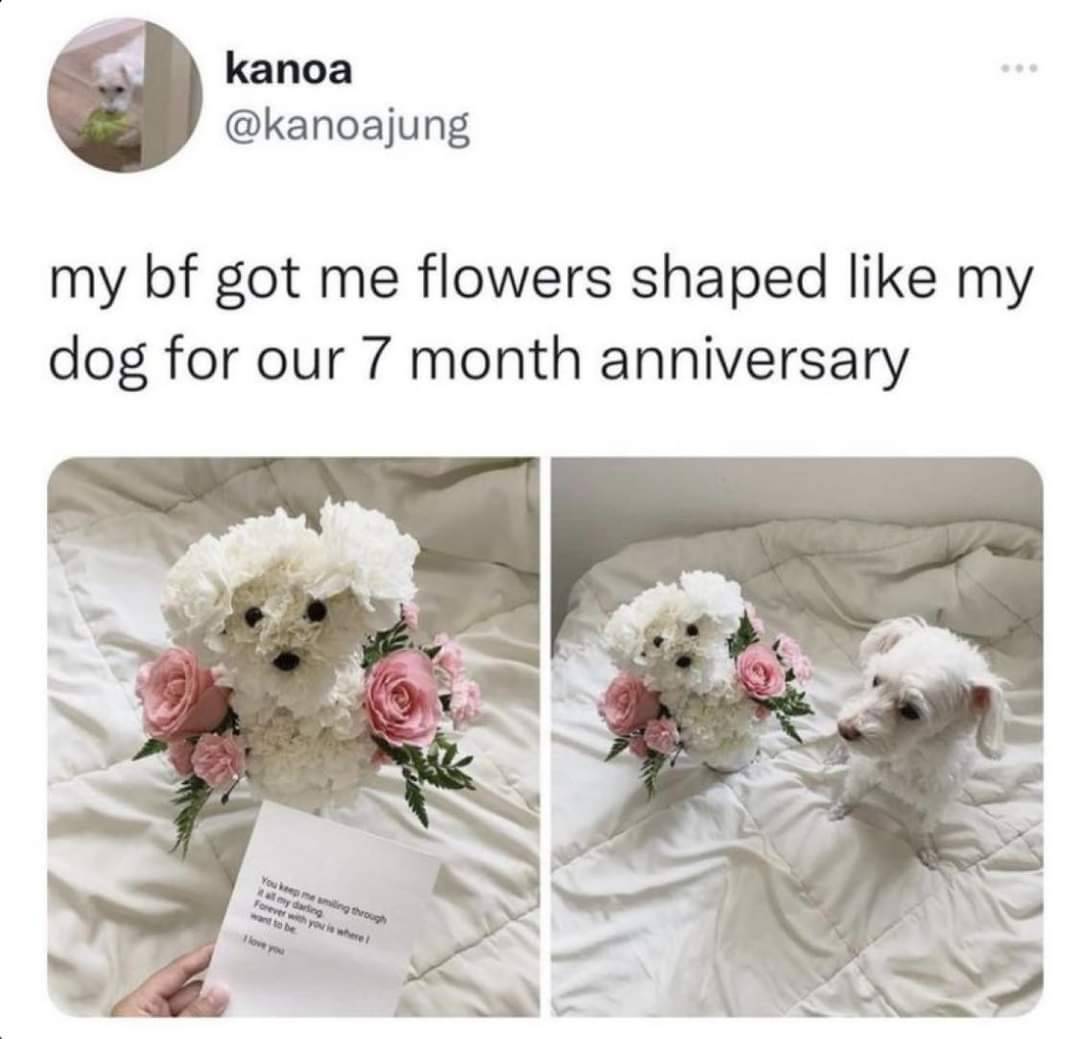 kanoa
@kanoajung
my bf got me flowers shaped like my
dog for our 7 month anniversary
You keep me smiling through
it all my darling.
Forever with you is where I
want to be.
I love you